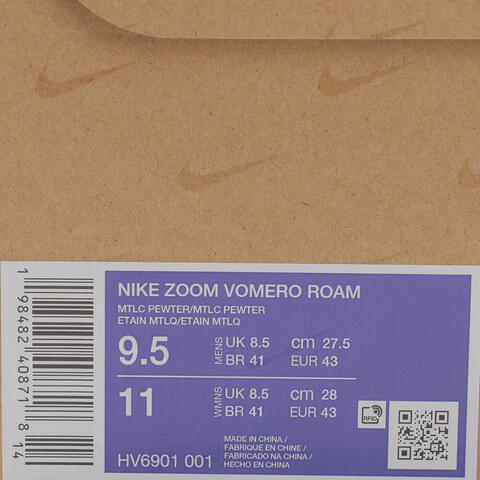 NIKE ZOOM VOMERO ROAM
MTLC PEWTER/MTLC PEWTER
ETAIN MTLQ/ETAIN MTLQ
9.5 MENS UK 8.5 cm 27.5
BR 41 EUR 43
11 WMNS UK 8.5 cm 28
BR 41 EUR 43
RFID
MADE IN CHINA /
FABRIQUE EN CHINE /
FABRICADO NA CHINA /
HECHO EN CHINA
HV6901 001
1 98482 40871 8 14